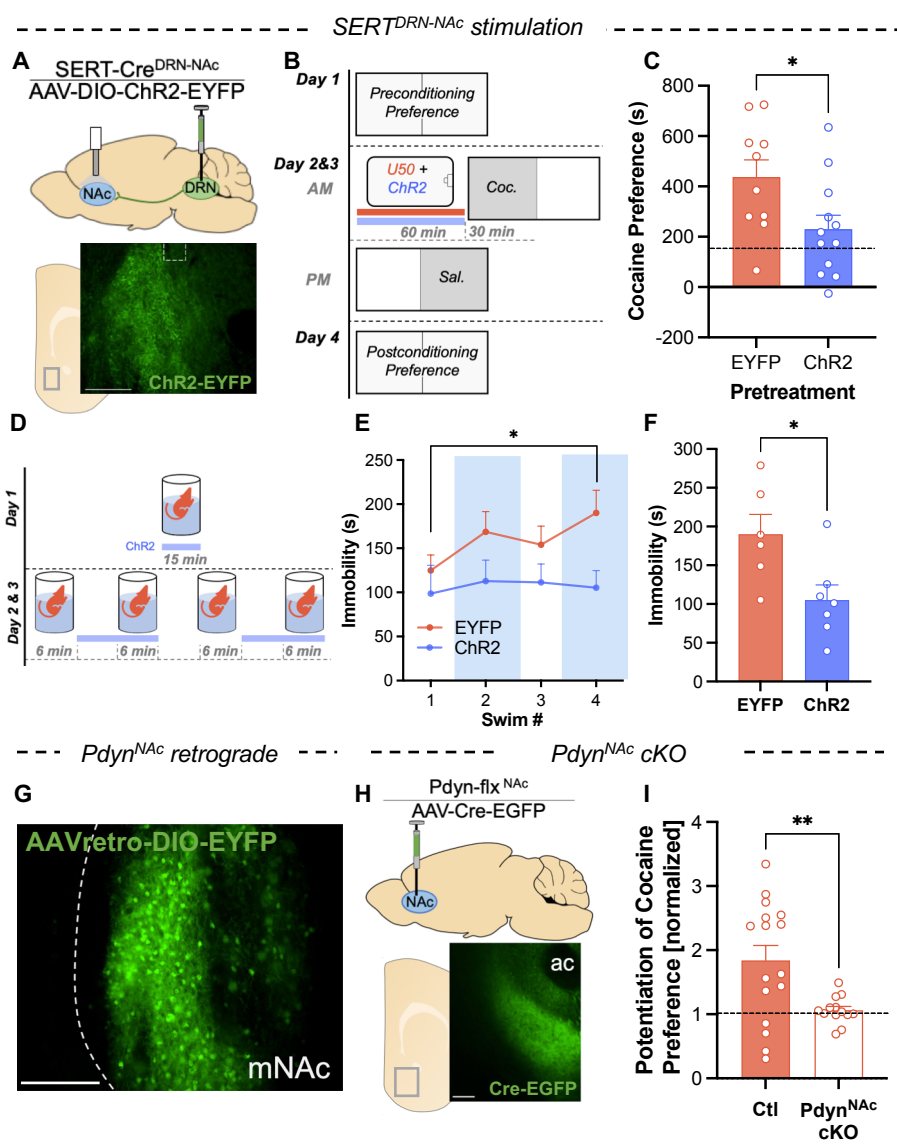 SERT^DRN-NAc stimulation
A
SERT-Cre^DRN-NAc
AAV-DIO-ChR2-EYFP
NAc
DRN
ChR2-EYFP
B
Day 1
Preconditioning
Preference
Day 2&3
AM
U50 +
ChR2
Coc.
60 min
30 min
PM
Sal.
Day 4
Postconditioning
Preference
C
*
Cocaine Preference (s)
800
600
400
200
0
-200
EYFP
ChR2
Pretreatment
D
Day 1
ChR2
15 min
Day 2 & 3
6 min
6 min
6 min
6 min
E
*
Immobility (s)
250
200
150
100
50
0
EYFP
ChR2
1
2
3
4
Swim #
F
*
Immobility (s)
300
250
200
150
100
50
0
EYFP
ChR2
Pdyn^NAc retrograde
Pdyn^NAc cKO
G
AAVretro-DIO-EYFP
mNAc
H
Pdyn-flx^NAc
AAV-Cre-EGFP
NAc
ac
Cre-EGFP
I
**
Potentiation of Cocaine
Preference [normalized]
4
3
2
1
0
Ctl
Pdyn^NAc
cKO